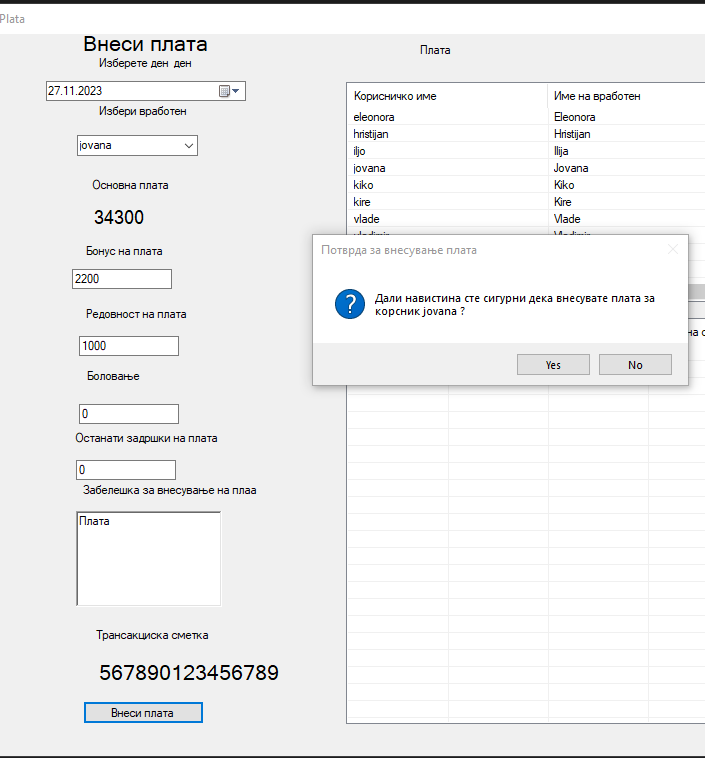 Plata
Внеси плата
Изберете ден ден
27.11.2023
Избери вработен
jovana
Основна плата
34300
Бонус на плата
2200
Редовност на плата
1000
Боловање
0
Останати задршки на плата
0
Забелешка за внесување на плаа
Плата
Трансакциска сметка
567890123456789
Внеси плата
Плата
Корисничко име Име на вработен
eleonora Eleonora
hristijan Hristijan
iljo Ilija
jovana Jovana
kiko Kiko
kire Kire
vlade Vlade
на
Потврда за внесување плата
Дали навистина сте сигурни дека внесувате плата за
корсник jovana ?
Yes No